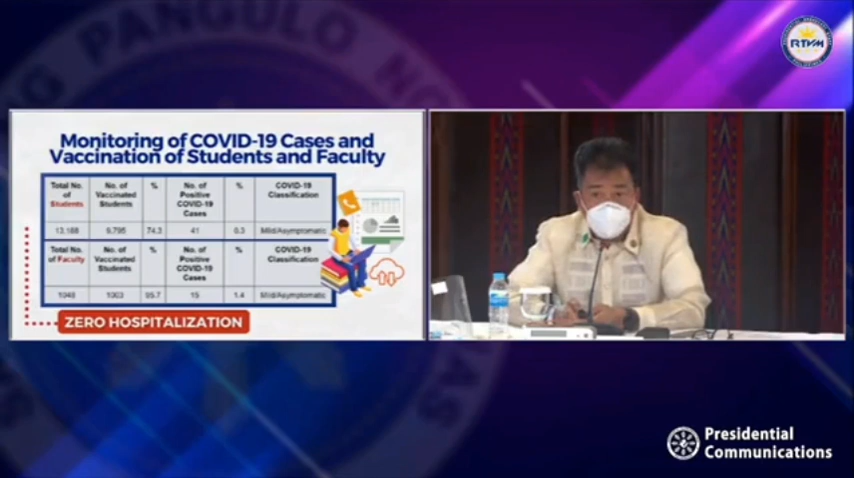 RTVM
Monitoring of COVID-19 Cases and
Vaccination of Students and Faculty
Total No. of Students No. of Vaccinated Students % No. of Positive COVID-19 Cases % COVID-19 Classification
13,188 9,795 74.3 41 0.3 Mild/Asymptomatic
Total No. of Faculty No. of Vaccinated Students % No. of Positive COVID-19 Cases % COVID-19 Classification
1048 1003 95.7 15 1.4 Mild/Asymptomatic
ZERO HOSPITALIZATION
Presidential
Communications